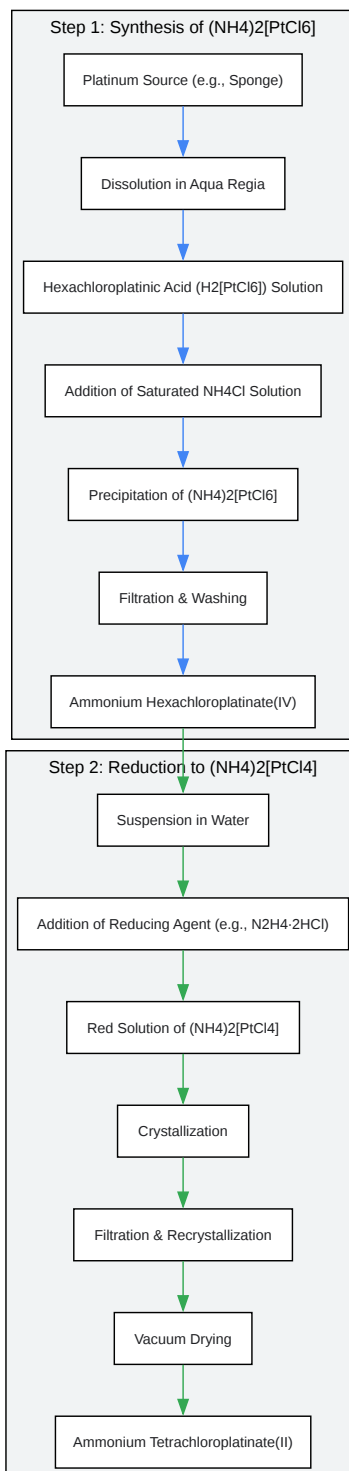 Step 1: Synthesis of (NH4)2[PtCl6]
Platinum Source (e.g., Sponge)
Dissolution in Aqua Regia
Hexachloroplatinic Acid (H2[PtCl6]) Solution
Addition of Saturated NH4Cl Solution
Precipitation of (NH4)2[PtCl6]
Filtration & Washing
Ammonium Hexachloroplatinate(IV)
Step 2: Reduction to (NH4)2[PtCl4]
Suspension in Water
Addition of Reducing Agent (e.g., N2H4·2HCl)
Red Solution of (NH4)2[PtCl4]
Crystallization
Filtration & Recrystallization
Vacuum Drying
Ammonium Tetrachloroplatinate(II)